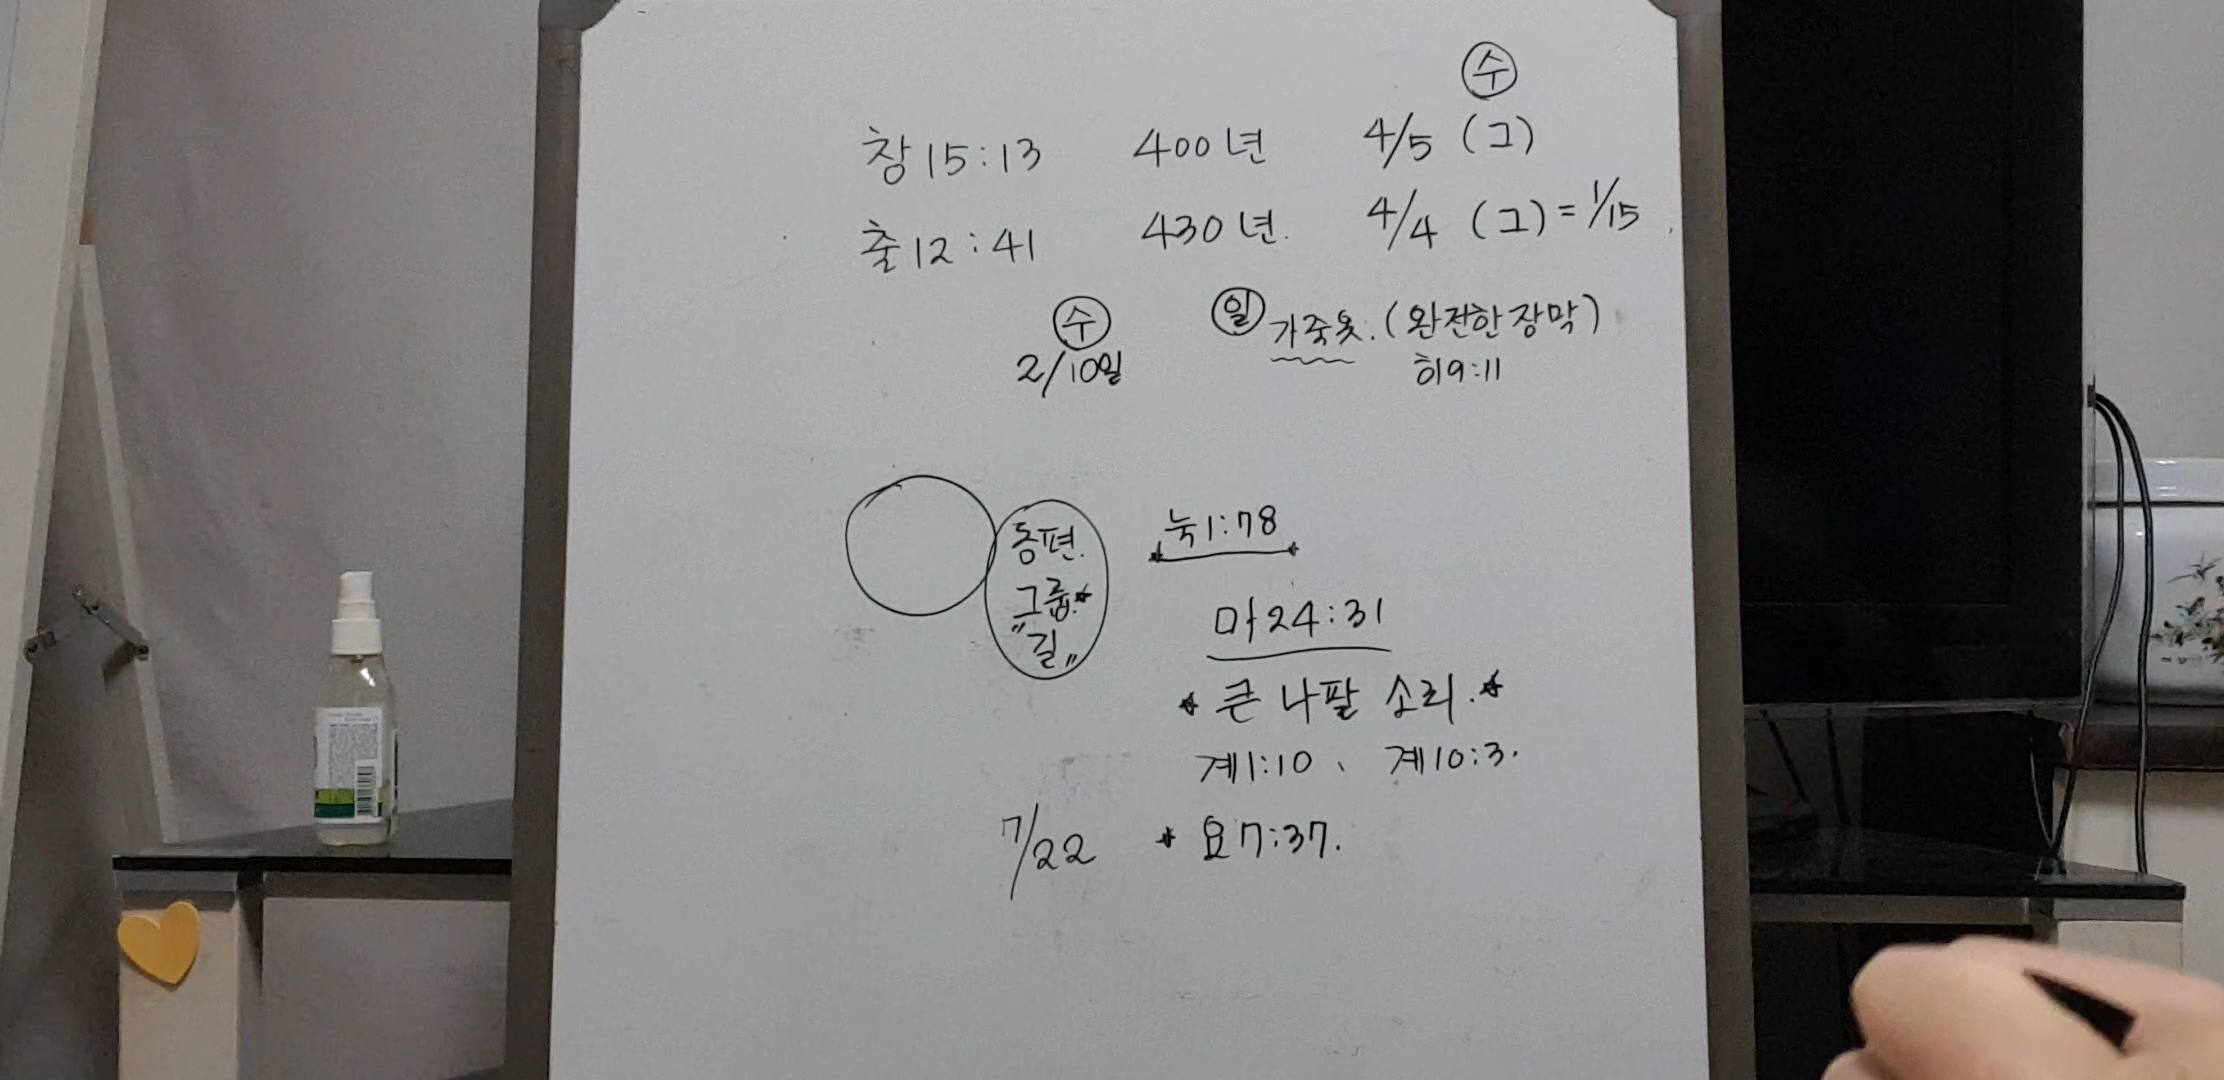 수
창15:13 400년 4/5 (그)
출12:41 430년. 4/4 (그) = 1/15
수
2/10일
일 가죽옷. (완전한 장막)
히9:11
동편.
그룹.*
"길"
눅1:78
마24:31
* 큰 나팔 소리. *
계1:10、 계10:3.
7/22 * 요7:37.